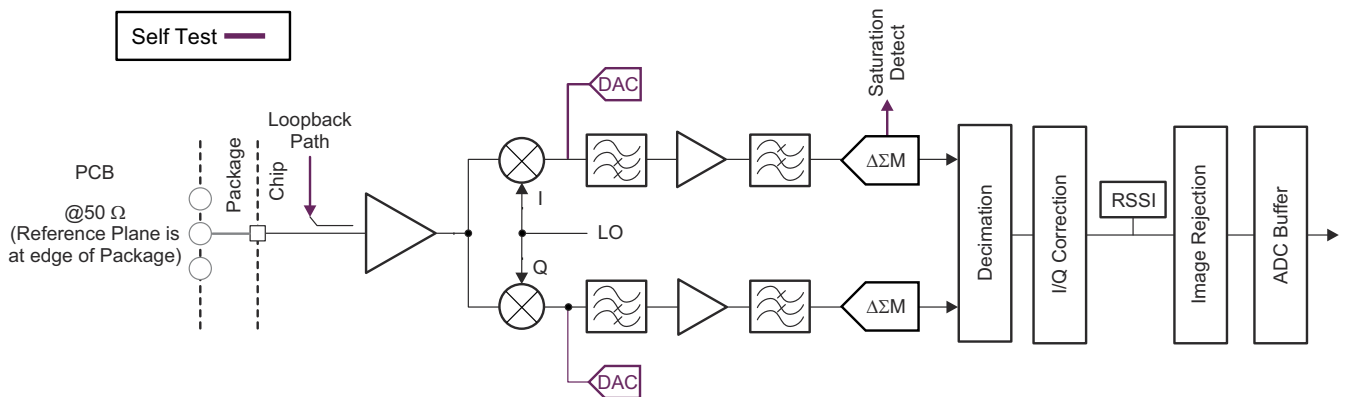 Self Test
Saturation
Detect
DAC
Loopback
Path
PCB
Package
Chip
ΔΣM
@50 Ω
(Reference Plane is
at edge of Package)
I
LO
Q
RSSI
Decimation
I/Q Correction
Image Rejection
ADC Buffer
ΔΣM
DAC